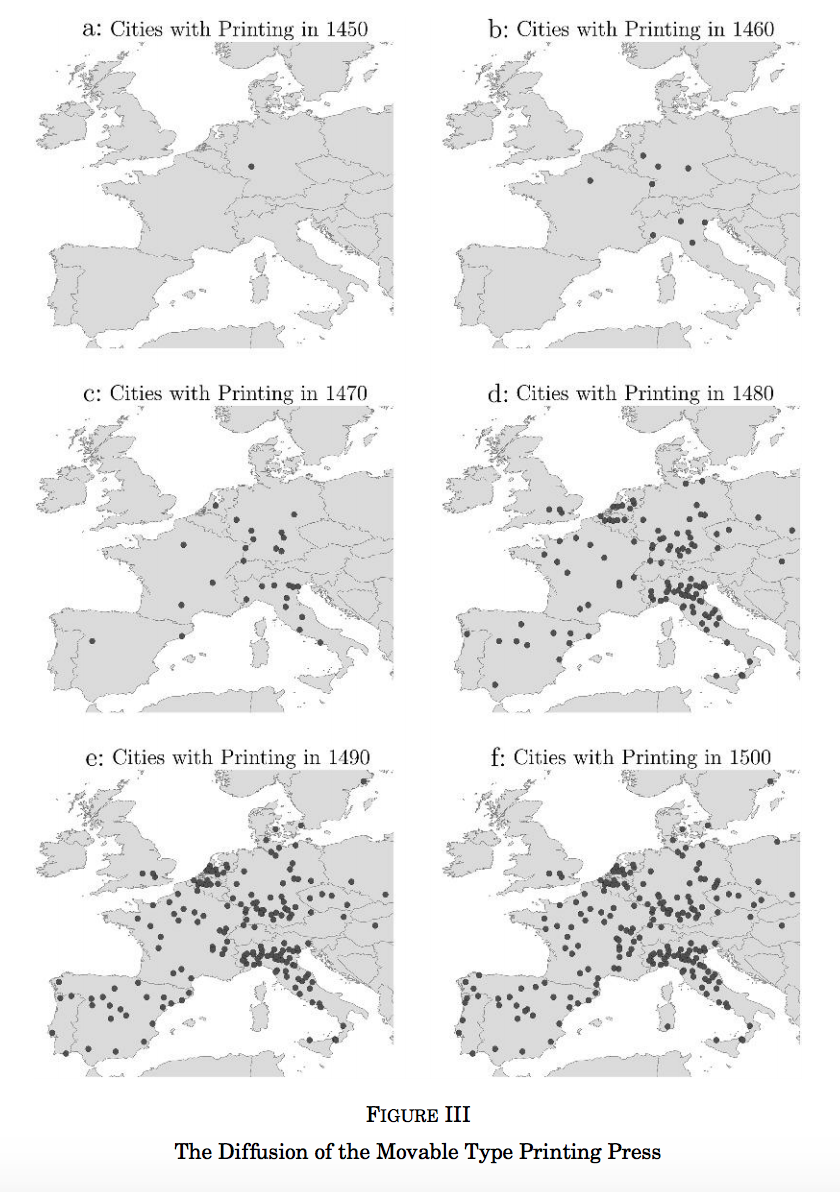 a: Cities with Printing in 1450
b: Cities with Printing in 1460
c: Cities with Printing in 1470
d: Cities with Printing in 1480
e: Cities with Printing in 1490
f: Cities with Printing in 1500
FIGURE III
The Diffusion of the Movable Type Printing Press